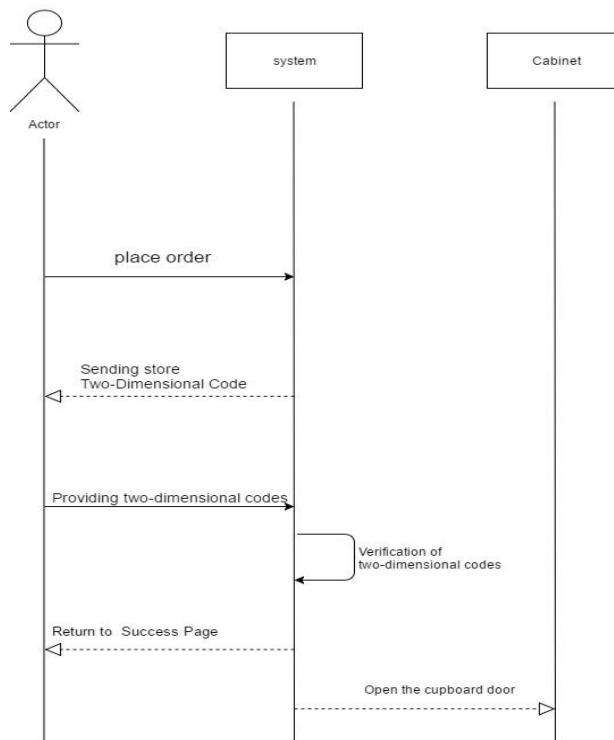 system
Cabinet
Actor
place order
Sending store
Two-Dimensional Code
Providing two-dimensional codes
Verification of
two-dimensional codes
Return to Success Page
Open the cupboard door